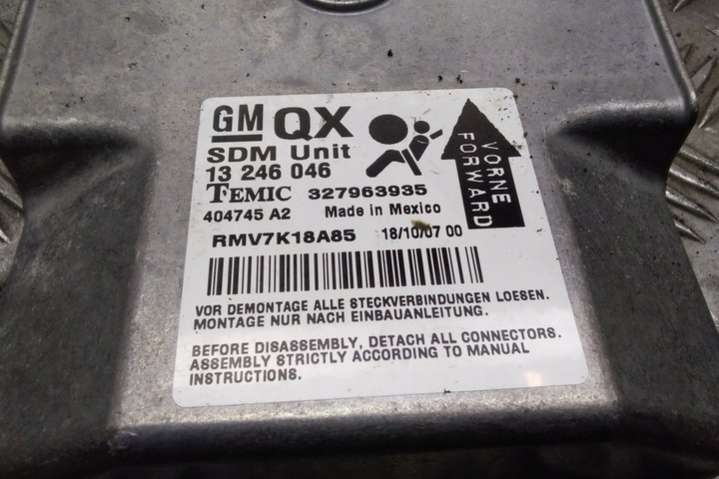 GM QX
SDM Unit
13 246 046
TEMIC 327963935
404745 A2 Made in Mexico
RMV7K18A85 18/10/07 00
VORNE
FORWARD
VOR DEMONTAGE ALLE STECKVERBINDUNGEN LOESEN.
MONTAGE NUR NACH EINBAUANLEITUNG.
BEFORE DISASSEMBLY, DETACH ALL CONNECTORS.
ASSEMBLY STRICTLY ACCORDING TO MANUAL
INSTRUCTIONS.